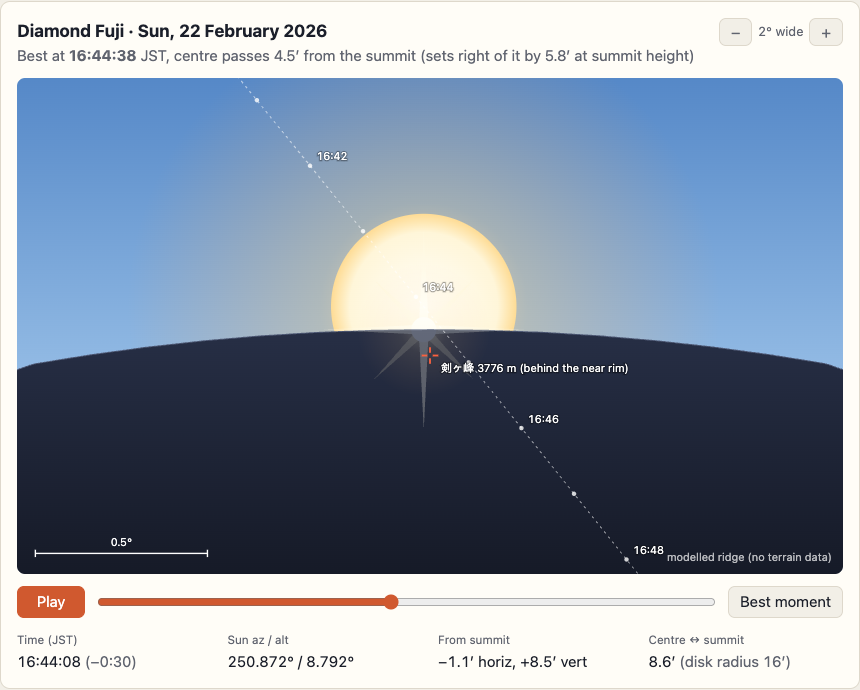 Diamond Fuji · Sun, 22 February 2026
− 2° wide +
Best at 16:44:38 JST, centre passes 4.5′ from the summit (sets right of it by 5.8′ at summit height)
16:42
16:44
剣ヶ峰 3776 m (behind the near rim)
16:46
0.5°
16:48
modelled ridge (no terrain data)
Play
Best moment
Time (JST)
Sun az / alt
From summit
Centre ↔ summit
16:44:08 (−0:30)
250.872° / 8.792°
−1.1′ horiz, +8.5′ vert
8.6′ (disk radius 16′)